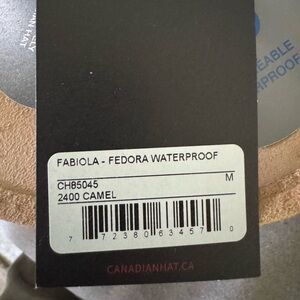 FABIOLA - FEDORA WATERPROOF
CH85045 M
2400 CAMEL
7 72380 63457 0
CANADIANHAT.CA